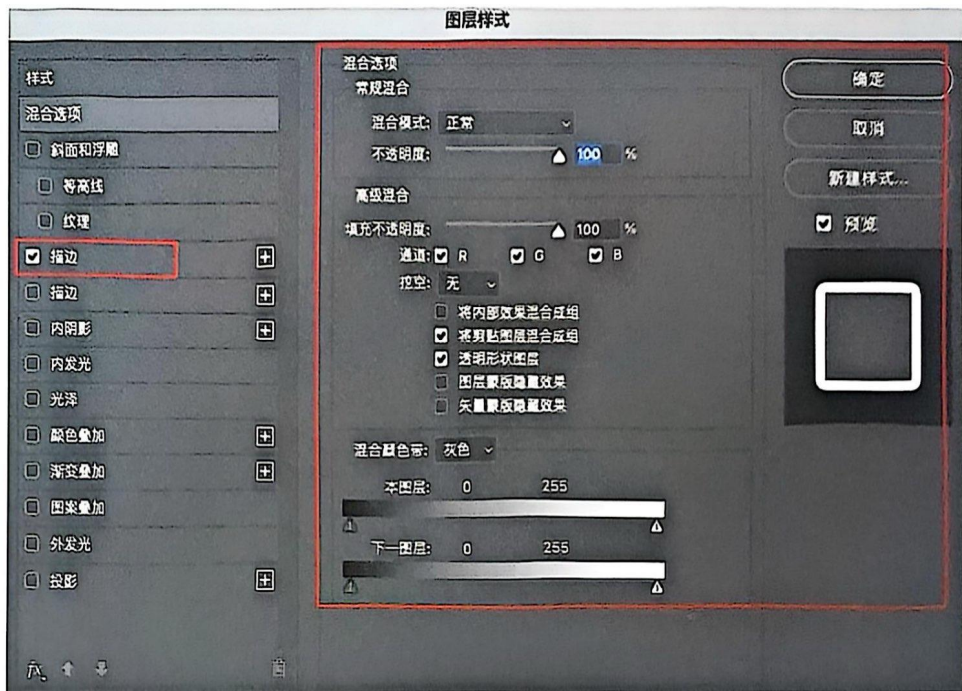 图层样式
样式
混合选项
斜面和浮雕
等高线
纹理
描边
描边
内阴影
内发光
光泽
颜色叠加
渐变叠加
图案叠加
外发光
投影
fx
混合选项
常规混合
混合模式: 正常
不透明度: 100 %
高级混合
填充不透明度: 100 %
通道: R G B
挖空: 无
将内部效果混合成组
将剪贴图层混合成组
透明形状图层
图层蒙版隐藏效果
矢量蒙版隐藏效果
混合颜色带: 灰色
本图层: 0 255
下一图层: 0 255
确定
取消
新建样式...
预览